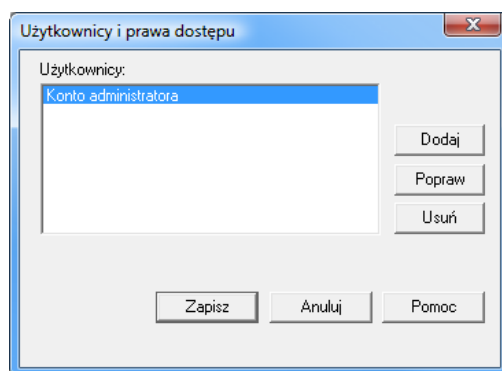 Użytkownicy i prawa dostępu
Użytkownicy:
Konto administratora
Dodaj
Popraw
Usuń
Zapisz
Anuluj
Pomoc